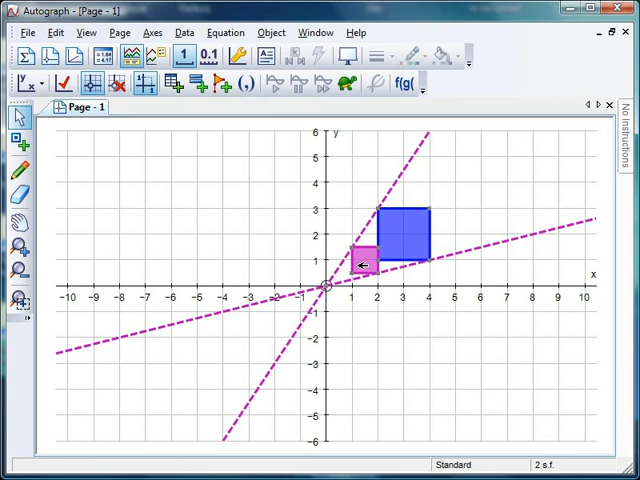 Autograph - [Page - 1]
File Edit View Page Axes Data Equation Object Window Help
1 0.1 A
y x f(g(
Page - 1
No Instructions
y
6
5
4
3
2
1
x
−10 −9 −8 −7 −6 −5 −4 −3 −2 −1 1 2 3 4 5 6 7 8 9 10
−1
−2
−3
−4
−5
−6
Standard 2 s.f.